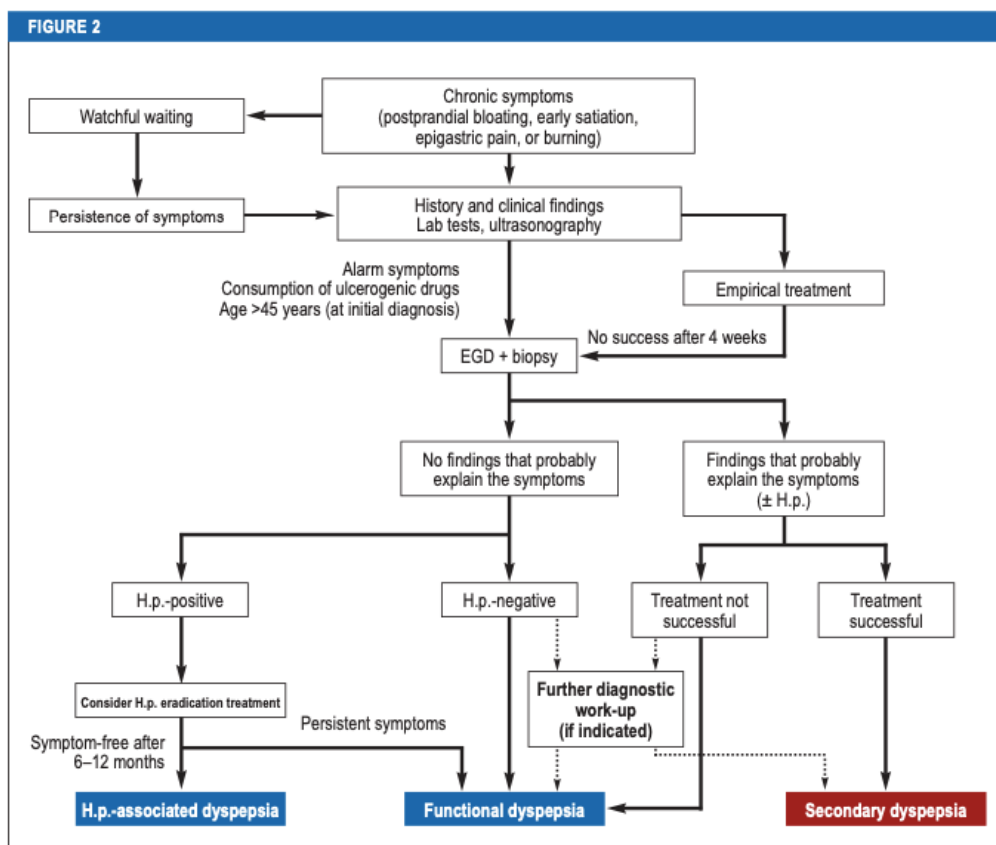 FIGURE 2
Chronic symptoms
(postprandial bloating, early satiation,
epigastric pain, or burning)
Watchful waiting
Persistence of symptoms
History and clinical findings
Lab tests, ultrasonography
Alarm symptoms
Consumption of ulcerogenic drugs
Age >45 years (at initial diagnosis)
Empirical treatment
No success after 4 weeks
EGD + biopsy
No findings that probably
explain the symptoms
Findings that probably
explain the symptoms
(± H.p.)
H.p.-positive
H.p.-negative
Treatment not
successful
Treatment
successful
Consider H.p. eradication treatment
Further diagnostic
work-up
(if indicated)
Persistent symptoms
Symptom-free after
6–12 months
H.p.-associated dyspepsia
Functional dyspepsia
Secondary dyspepsia